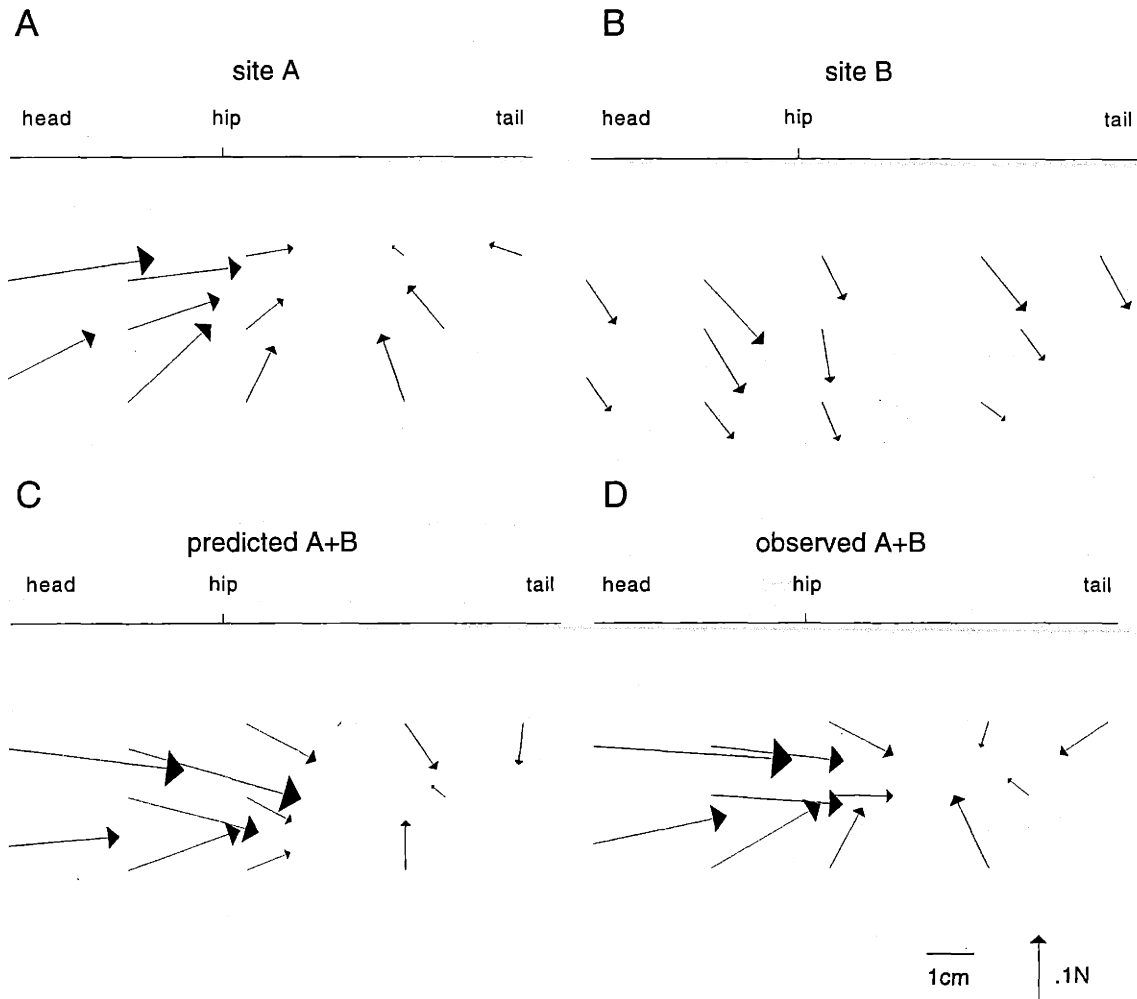 A
B
site A
site B
head hip tail
head hip tail
C
D
predicted A+B
observed A+B
head hip tail
head hip tail
1cm
.1N